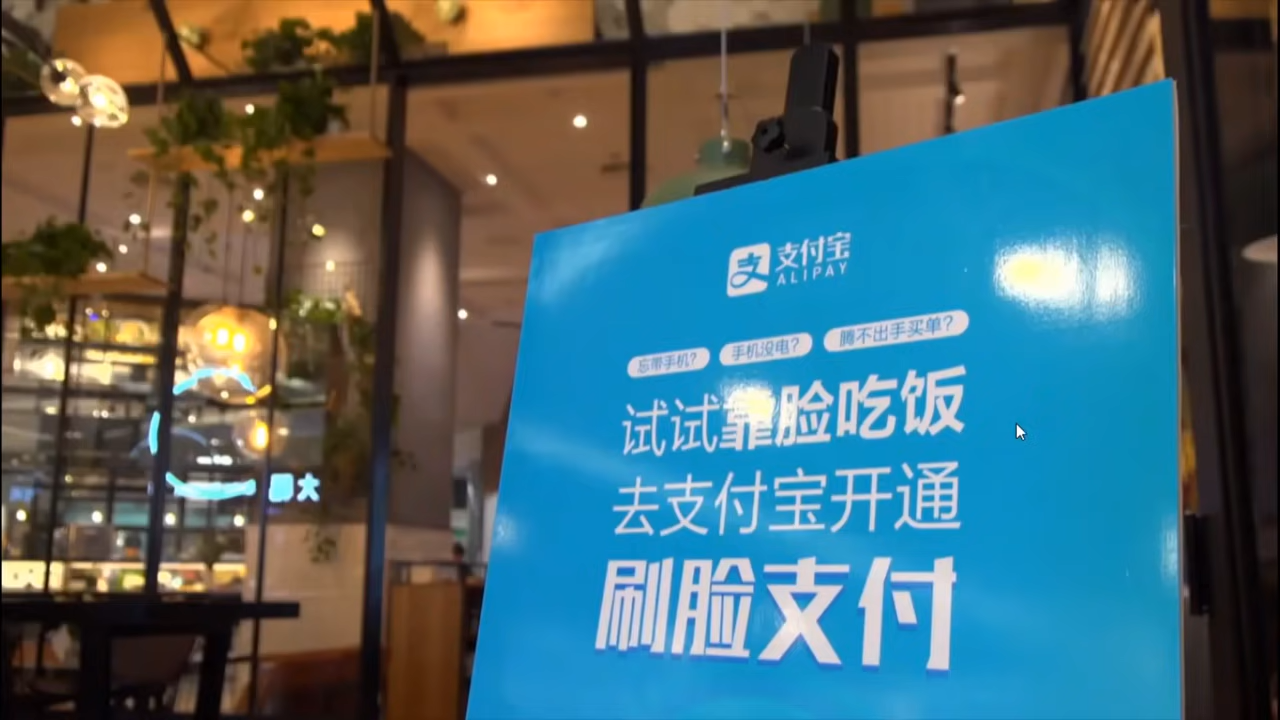 支付宝
ALIPAY
忘带手机? 手机没电? 腾不出手买单?
试试靠脸吃饭
去支付宝开通
刷脸支付